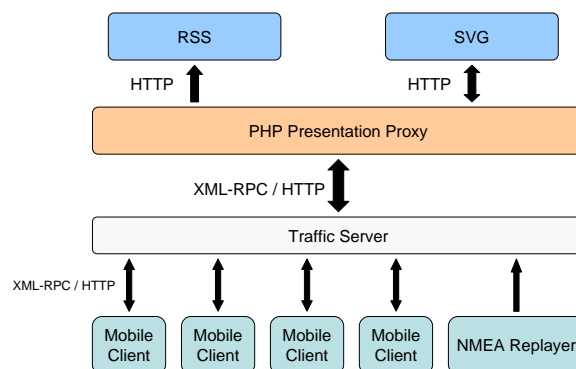 RSS
SVG
HTTP
HTTP
PHP Presentation Proxy
XML-RPC / HTTP
Traffic Server
XML-RPC / HTTP
Mobile
Client
Mobile
Client
Mobile
Client
Mobile
Client
NMEA Replayer